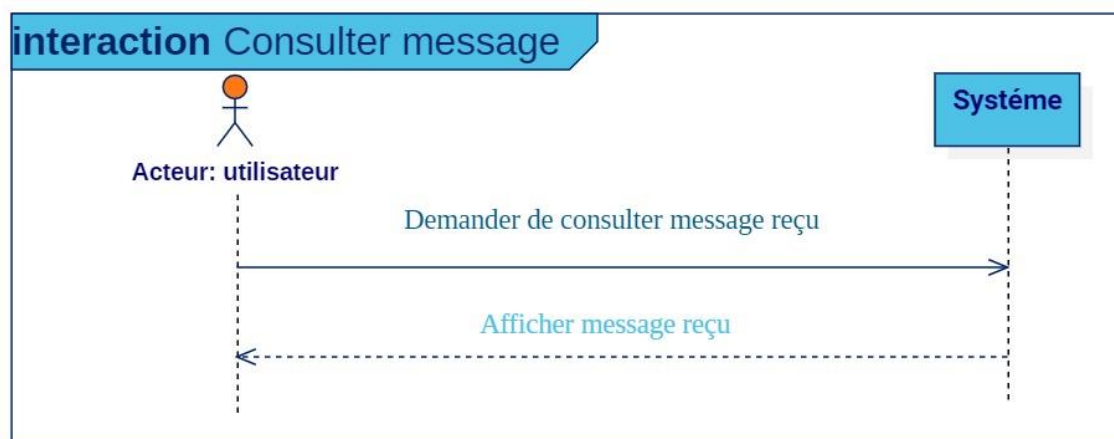 interaction Consulter message
Systéme
Acteur: utilisateur
Demander de consulter message reçu
Afficher message reçu